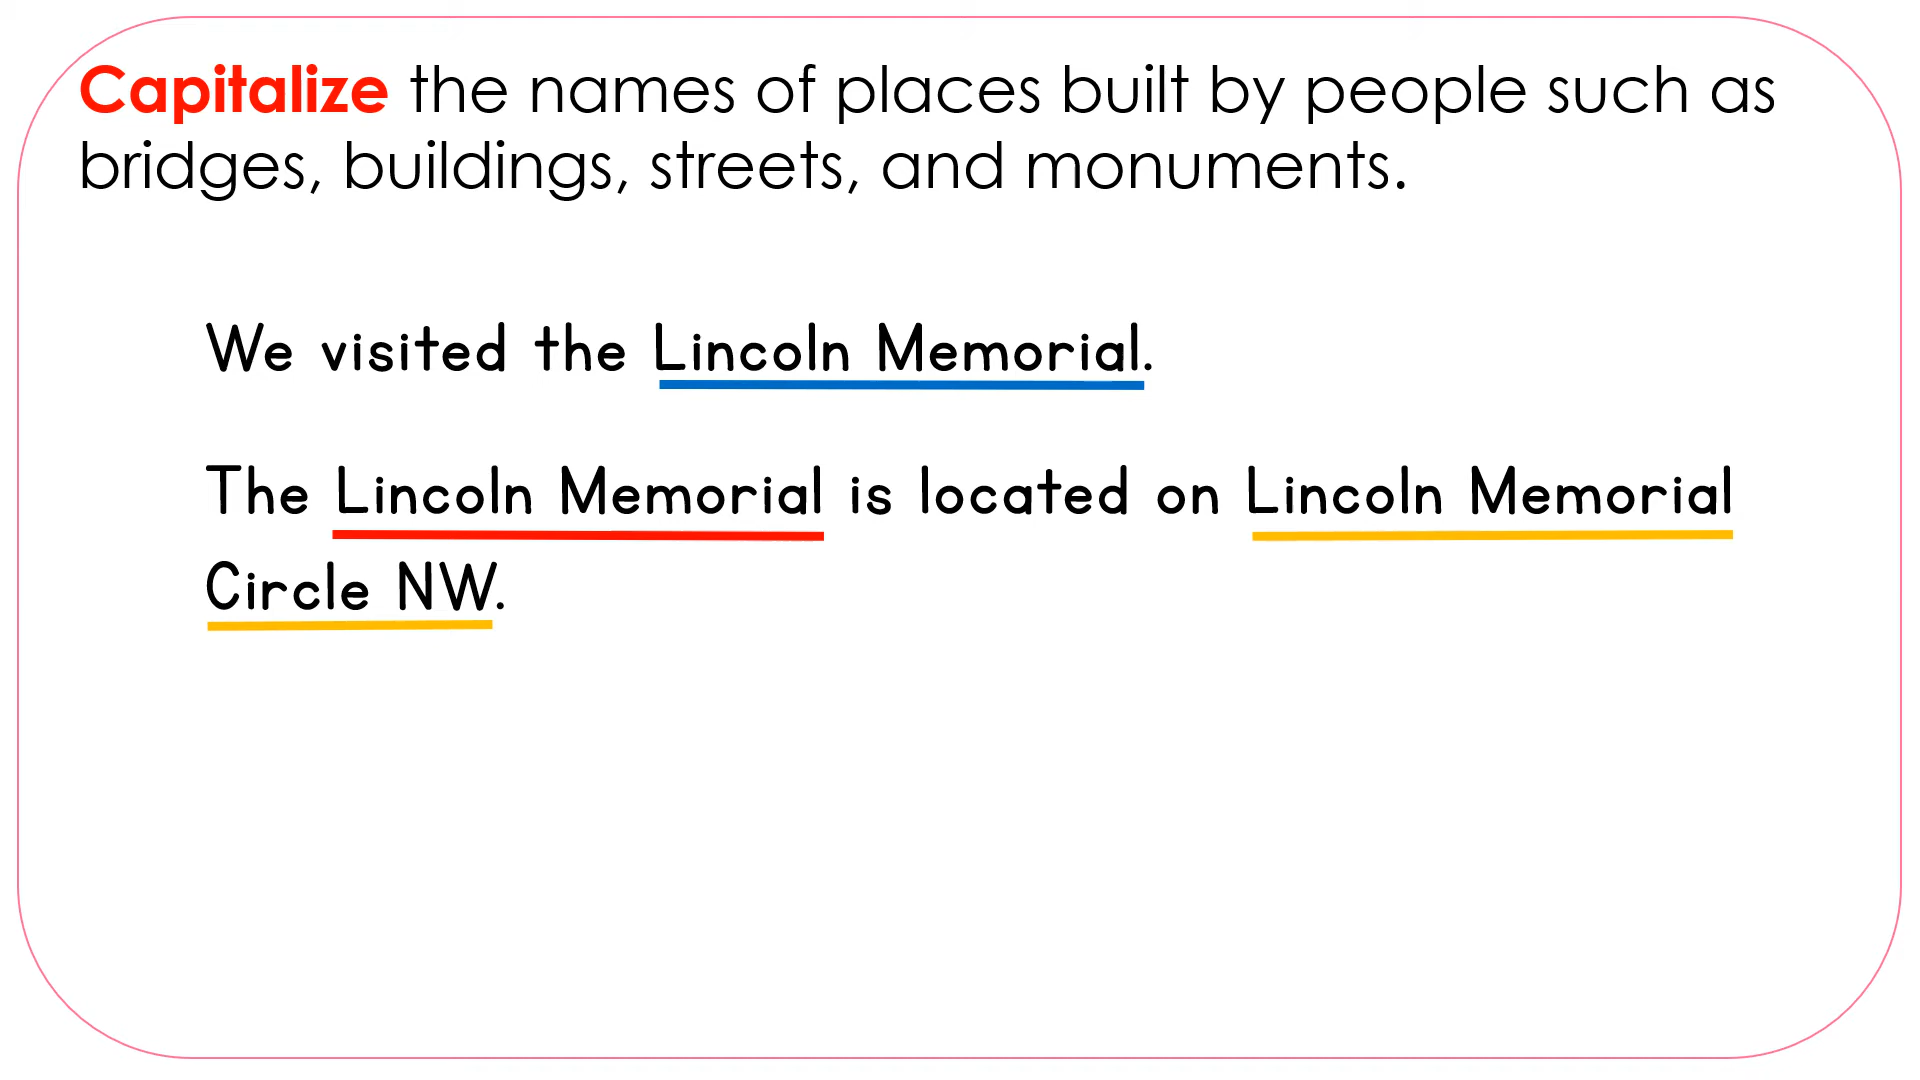 Capitalize the names of places built by people such as
bridges, buildings, streets, and monuments.
We visited the Lincoln Memorial.
The Lincoln Memorial is located on Lincoln Memorial
Circle NW.